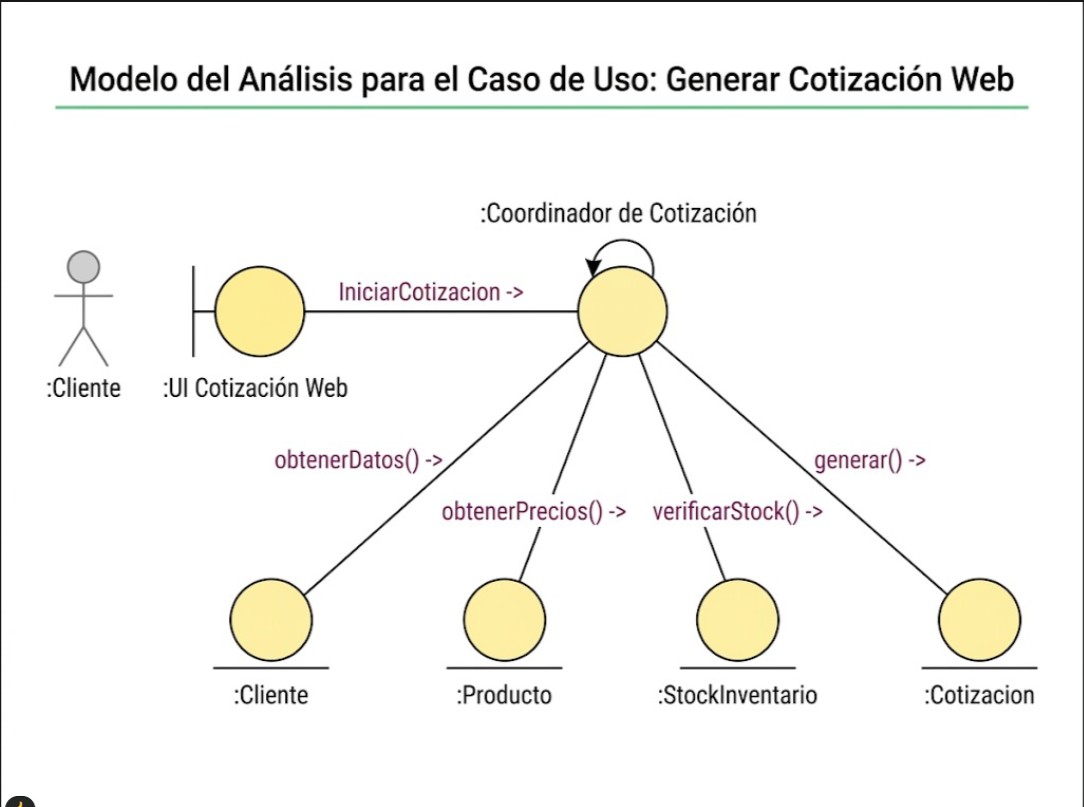 Modelo del Análisis para el Caso de Uso: Generar Cotización Web
:Coordinador de Cotización
IniciarCotizacion ->
:Cliente
:UI Cotización Web
obtenerDatos() ->
generar() ->
obtenerPrecios() ->
verificarStock() ->
:Cliente
:Producto
:StockInventario
:Cotizacion